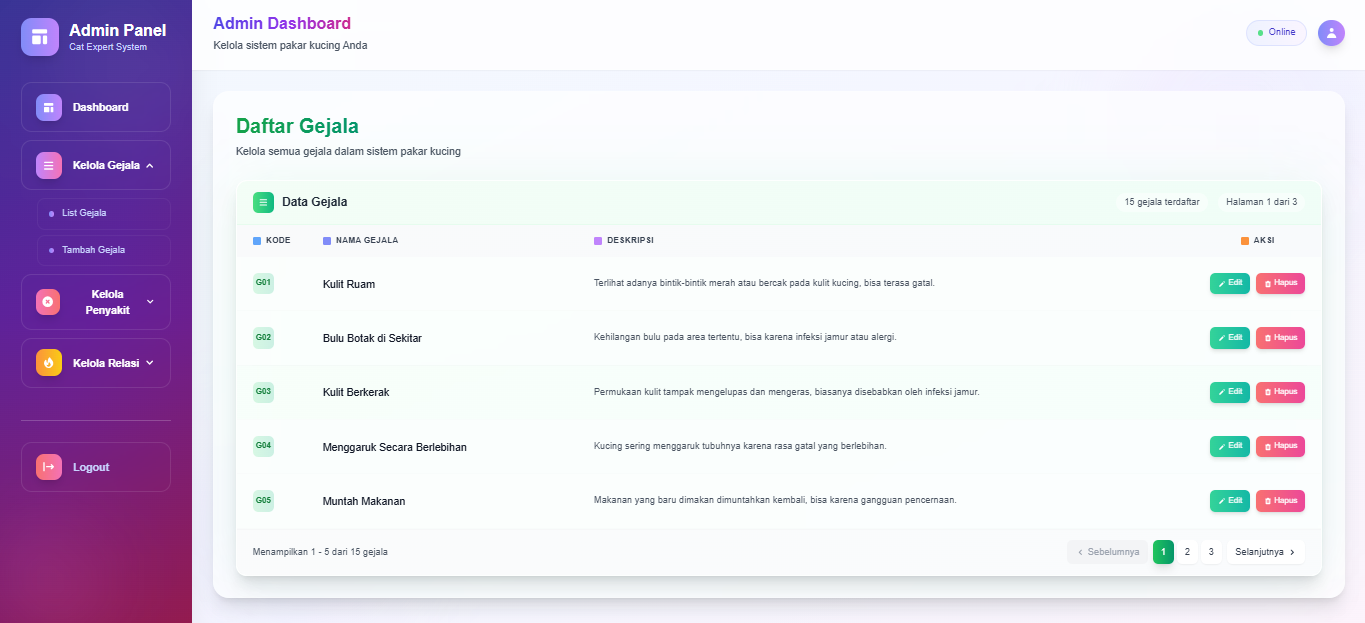 Admin Panel
Cat Expert System
Dashboard
Kelola Gejala
List Gejala
Tambah Gejala
Kelola
Penyakit
Kelola Relasi
Logout
Admin Dashboard
Kelola sistem pakar kucing Anda
Online
Daftar Gejala
Kelola semua gejala dalam sistem pakar kucing
Data Gejala
15 gejala terdaftar
Halaman 1 dari 3
KODE NAMA GEJALA DESKRIPSI AKSI
G01 Kulit Ruam Terlihat adanya bintik-bintik merah atau bercak pada kulit kucing, bisa terasa gatal. Edit Hapus
G02 Bulu Botak di Sekitar Kehilangan bulu pada area tertentu, bisa karena infeksi jamur atau alergi. Edit Hapus
G03 Kulit Berkerak Permukaan kulit tampak mengelupas dan mengeras, biasanya disebabkan oleh infeksi jamur. Edit Hapus
G04 Menggaruk Secara Berlebihan Kucing sering menggaruk tubuhnya karena rasa gatal yang berlebihan. Edit Hapus
G05 Muntah Makanan Makanan yang baru dimakan dimuntahkan kembali, bisa karena gangguan pencernaan. Edit Hapus
Menampilkan 1 - 5 dari 15 gejala
‹ Sebelumnya 1 2 3 Selanjutnya ›